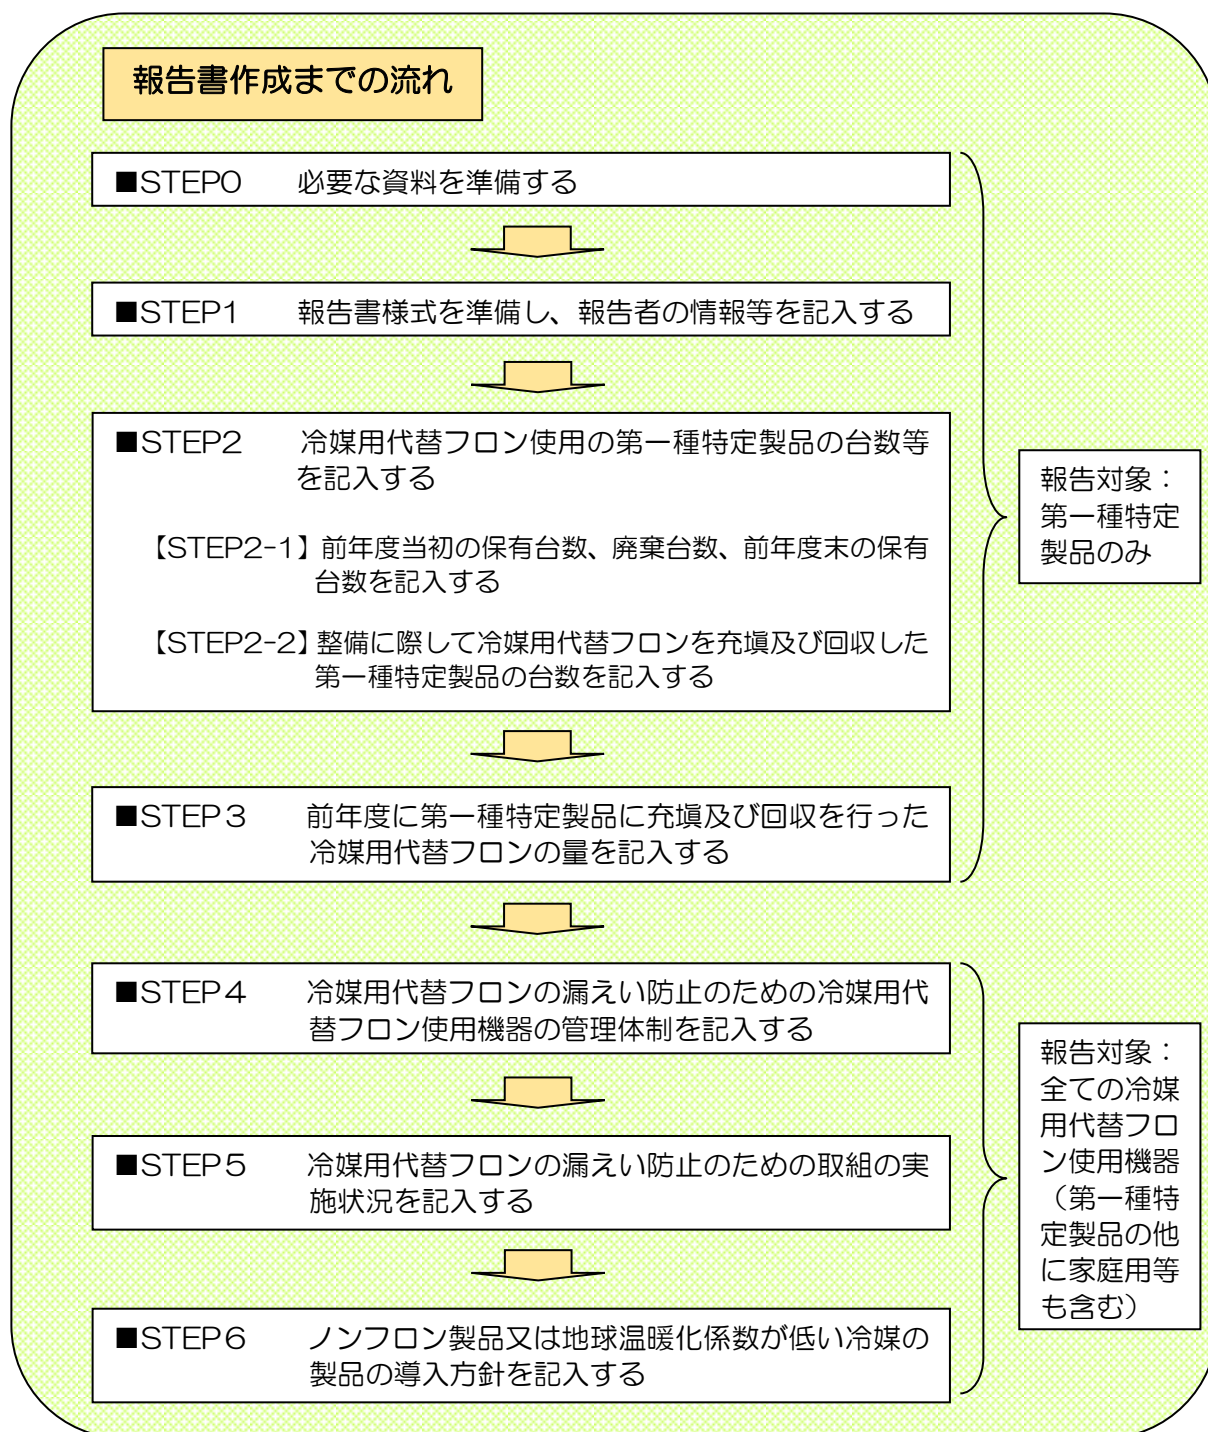 報告書作成までの流れ
■STEP0 必要な資料を準備する
■STEP1 報告書様式を準備し、報告者の情報等を記入する
■STEP2 冷媒用代替フロン使用の第一種特定製品の台数等
を記入する
【STEP2-1】前年度当初の保有台数、廃棄台数、前年度末の保有
台数を記入する
【STEP2-2】整備に際して冷媒用代替フロンを充塡及び回収した
第一種特定製品の台数を記入する
■STEP3 前年度に第一種特定製品に充塡及び回収を行った
冷媒用代替フロンの量を記入する
報告対象：
第一種特定
製品のみ
■STEP4 冷媒用代替フロンの漏えい防止のための冷媒用代
替フロン使用機器の管理体制を記入する
■STEP5 冷媒用代替フロンの漏えい防止のための取組の実
施状況を記入する
■STEP6 ノンフロン製品又は地球温暖化係数が低い冷媒の
製品の導入方針を記入する
報告対象：
全ての冷媒
用代替フロ
ン使用機器
（第一種特
定製品の他
に家庭用等
も含む）